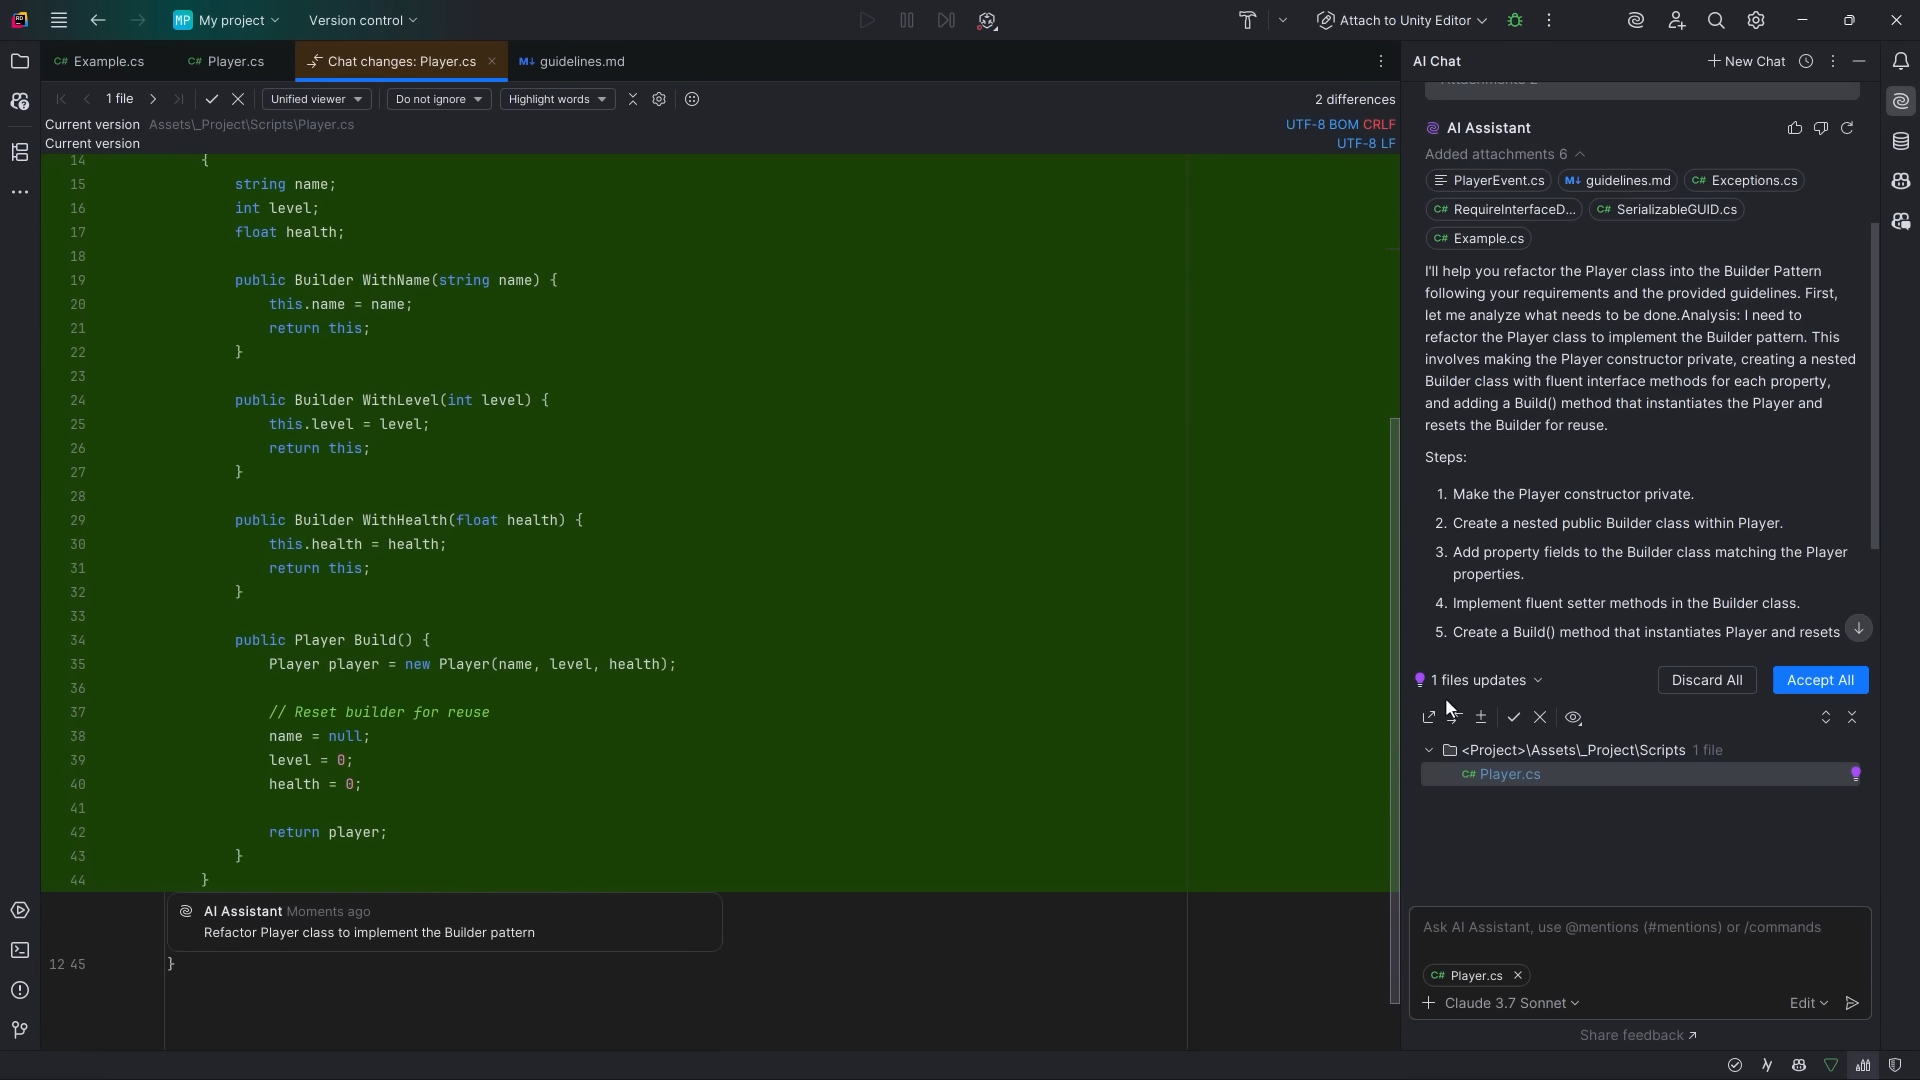 MP My project
Version control
Attach to Unity Editor
C# Example.cs
C# Player.cs
Chat changes: Player.cs
M↓ guidelines.md
AI Chat
New Chat
1 file
Unified viewer
Do not ignore
Highlight words
2 differences
Current version Assets\_Project\Scripts\Player.cs
UTF-8 BOM CRLF
Current version
UTF-8 LF
14 {
15 string name;
16 int level;
17 float health;
18
19 public Builder WithName(string name) {
20 this.name = name;
21 return this;
22 }
23
24 public Builder WithLevel(int level) {
25 this.level = level;
26 return this;
27 }
28
29 public Builder WithHealth(float health) {
30 this.health = health;
31 return this;
32 }
33
34 public Player Build() {
35 Player player = new Player(name, level, health);
36
37 // Reset builder for reuse
38 name = null;
39 level = 0;
40 health = 0;
41
42 return player;
43 }
44 }
AI Assistant Moments ago
Refactor Player class to implement the Builder pattern
12 45 }
AI Assistant
Added attachments 6
PlayerEvent.cs
M↓ guidelines.md
C# Exceptions.cs
C# RequireInterfaceD...
C# SerializableGUID.cs
C# Example.cs
I'll help you refactor the Player class into the Builder Pattern
following your requirements and the provided guidelines. First,
let me analyze what needs to be done.Analysis: I need to
refactor the Player class to implement the Builder pattern. This
involves making the Player constructor private, creating a nested
Builder class with fluent interface methods for each property,
and adding a Build() method that instantiates the Player and
resets the Builder for reuse.
Steps:
1. Make the Player constructor private.
2. Create a nested public Builder class within Player.
3. Add property fields to the Builder class matching the Player
properties.
4. Implement fluent setter methods in the Builder class.
5. Create a Build() method that instantiates Player and resets
1 files updates
Discard All
Accept All
<Project>\Assets\_Project\Scripts 1 file
C# Player.cs
Ask AI Assistant, use @mentions (#mentions) or /commands
C# Player.cs
Claude 3.7 Sonnet
Edit
Share feedback ↗